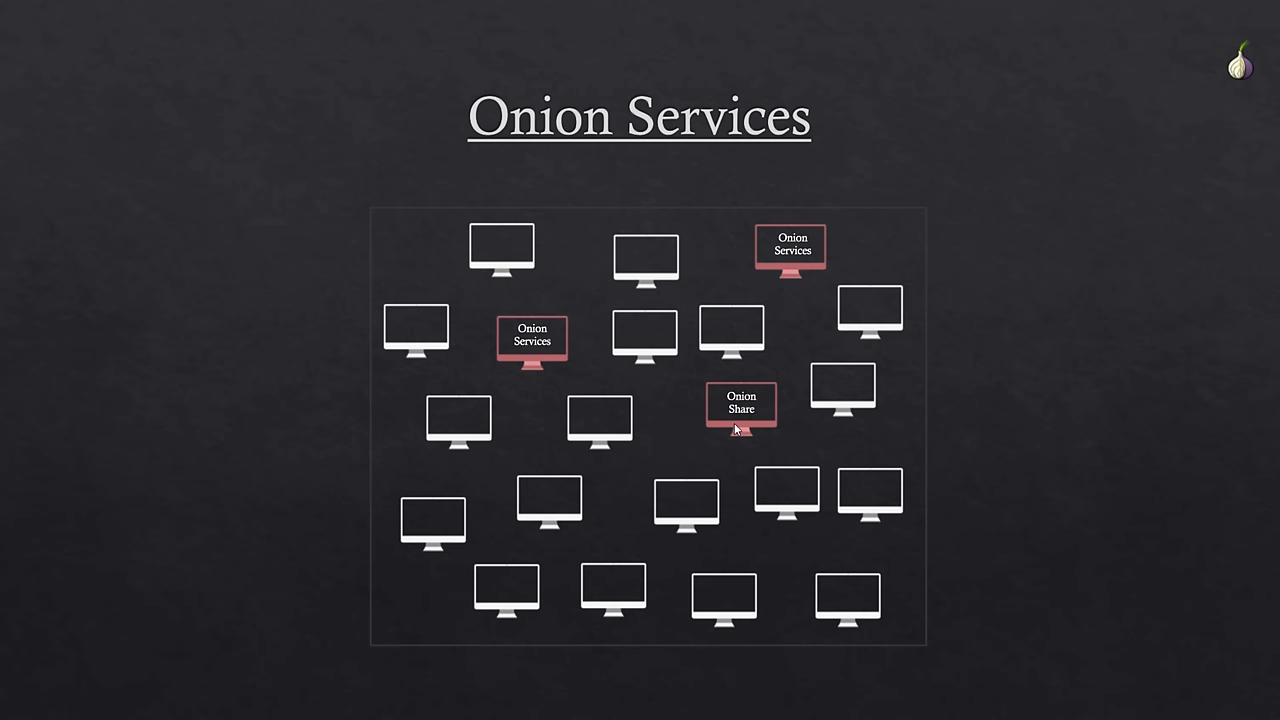 Onion Services
Onion
Services
Onion
Services
Onion
Share